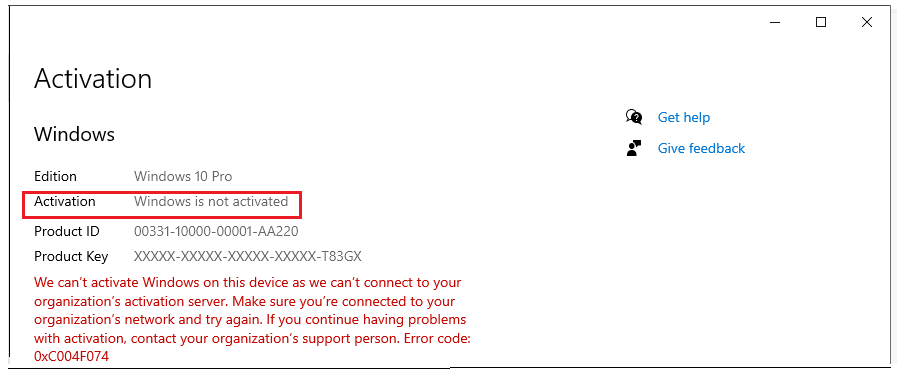 Activation
Get help
Windows
Give feedback
Edition Windows 10 Pro
Activation Windows is not activated
Product ID 00331-10000-00001-AA220
Product Key XXXXX-XXXXX-XXXXX-XXXXX-T83GX
We can’t activate Windows on this device as we can’t connect to your
organization’s activation server. Make sure you’re connected to your
organization’s network and try again. If you continue having problems
with activation, contact your organization’s support person. Error code:
0xC004F074